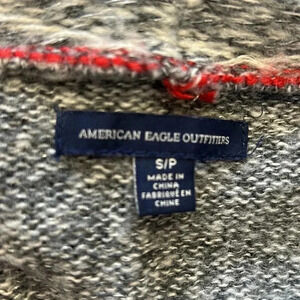 AMERICAN EAGLE OUTFITTERS
S/P
MADE IN
CHINA
FABRIQUÉ EN
CHINE